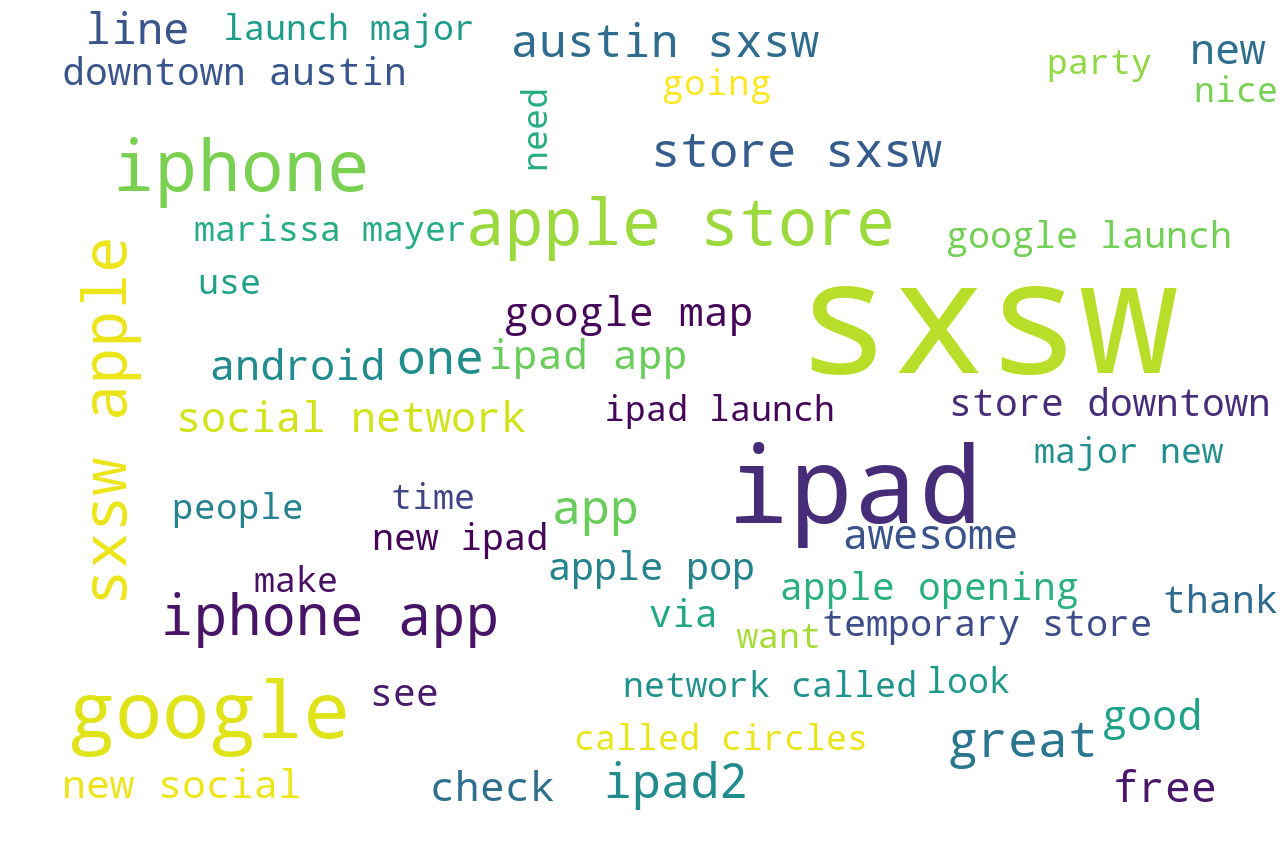 line
launch major
austin sxsw
new
downtown austin
going
party
nice
need
iphone
store sxsw
marissa mayer
apple store
google launch
use
sxsw apple
google map
sxsw
android
one
ipad app
social network
ipad launch
store downtown
major new
ipad
people
time
app
new ipad
awesome
make
apple pop
apple opening
thank
iphone app
via
want
temporary store
google
see
network called
look
good
called circles
great
new social
check
ipad2
free